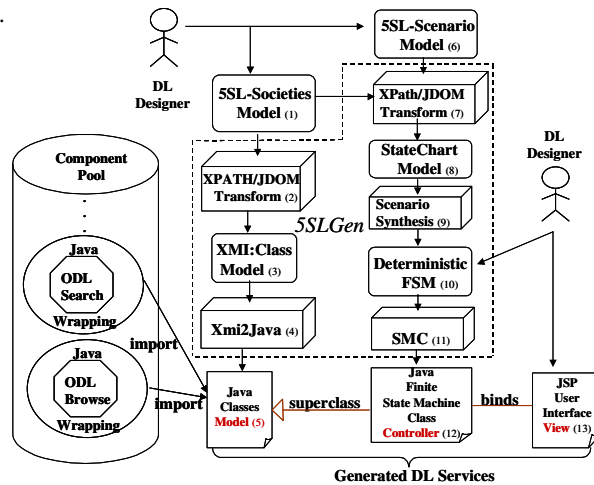 .
5SL-Scenario
Model (6)
DL
Designer
5SL-Societies
Model (1)
XPath/JDOM
Transform (7)
Component
Pool
.
.
.
StateChart
Model (8)
DL
Designer
XPATH/JDOM
Transform (2)
5SLGen
Scenario
Synthesis (9)
Java
ODL
Search
Wrapping
XMI:Class
Model (3)
Deterministic
FSM (10)
Xmi2Java (4)
SMC (11)
import
Java
ODL
Browse
Wrapping
import
Java
Classes
Model (5)
superclass
Java
Finite
State Machine
Class
Controller (12)
binds
JSP
User
Interface
View (13)
Generated DL Services